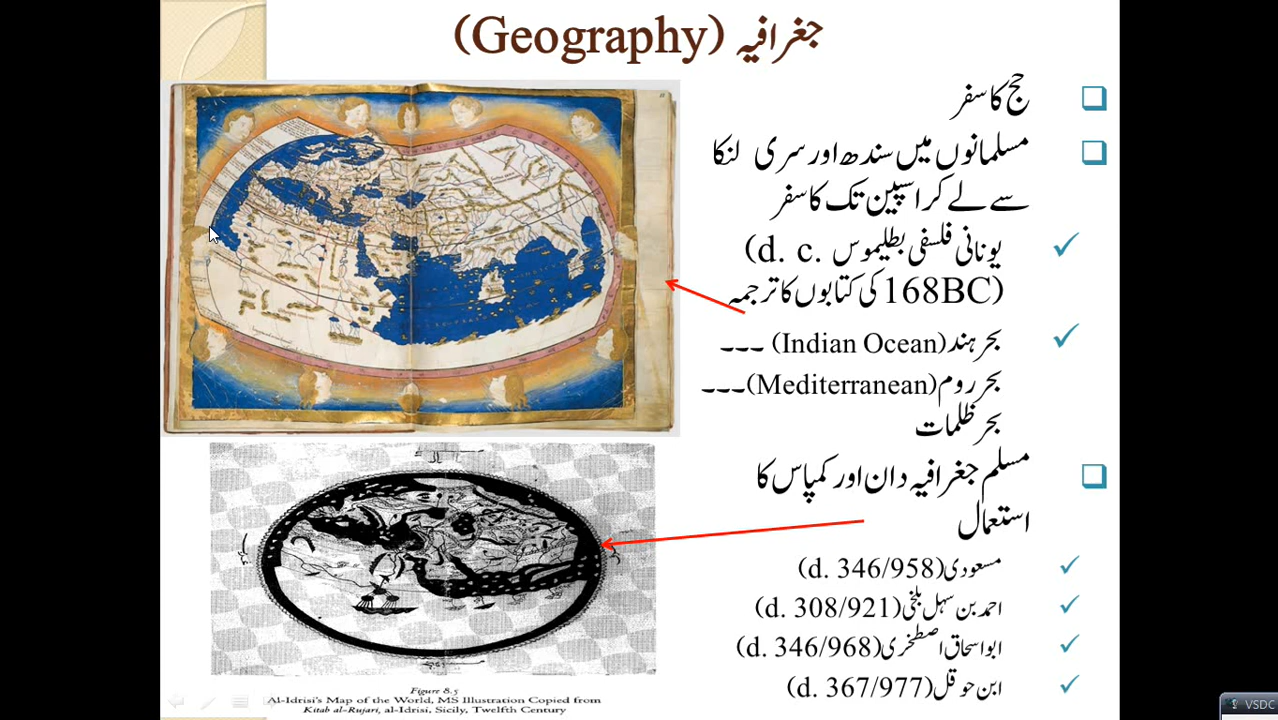 جغرافیہ (Geography)
حج کا سفر
مسلمانوں میں سندھ اور سری لنکا
سے لے کر اسپین تک کا سفر
یونانی فلسفی بطلیموس (d. c.
168BC) کی کتابوں کا ترجمہ
بحر ہند (Indian Ocean) ---
بحر روم (Mediterranean)---
بحر ظلمات
مسلم جغرافیہ دان اور کمپاس کا
استعمال
مسعودی (d. 346/958)
احمد بن سہل بلخی (d. 308/921)
ابو اسحاق اصطخری (d. 346/968)
ابن حوقل (d. 367/977)
Figure 8.5
Al-Idrisi's Map of the World, MS Illustration Copied from
Kitab al-Rujari, al-Idrisi, Sicily, Twelfth Century
VSDC